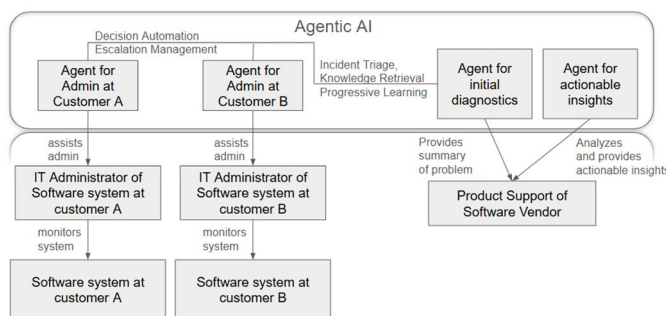 Agentic AI
Decision Automation
Escalation Management
Agent for
Admin at
Customer A
Agent for
Admin at
Customer B
Incident Triage,
Knowledge Retrieval
Progressive Learning
Agent for
initial
diagnostics
Agent for
actionable
insights
assists
admin
assists
admin
Provides
summary
of problem
Analyzes
and provides
actionable insights
IT Administrator of
Software system at
customer A
IT Administrator of
Software system at
customer B
Product Support of
Software Vendor
monitors
system
monitors
system
Software system at
customer A
Software system at
customer B